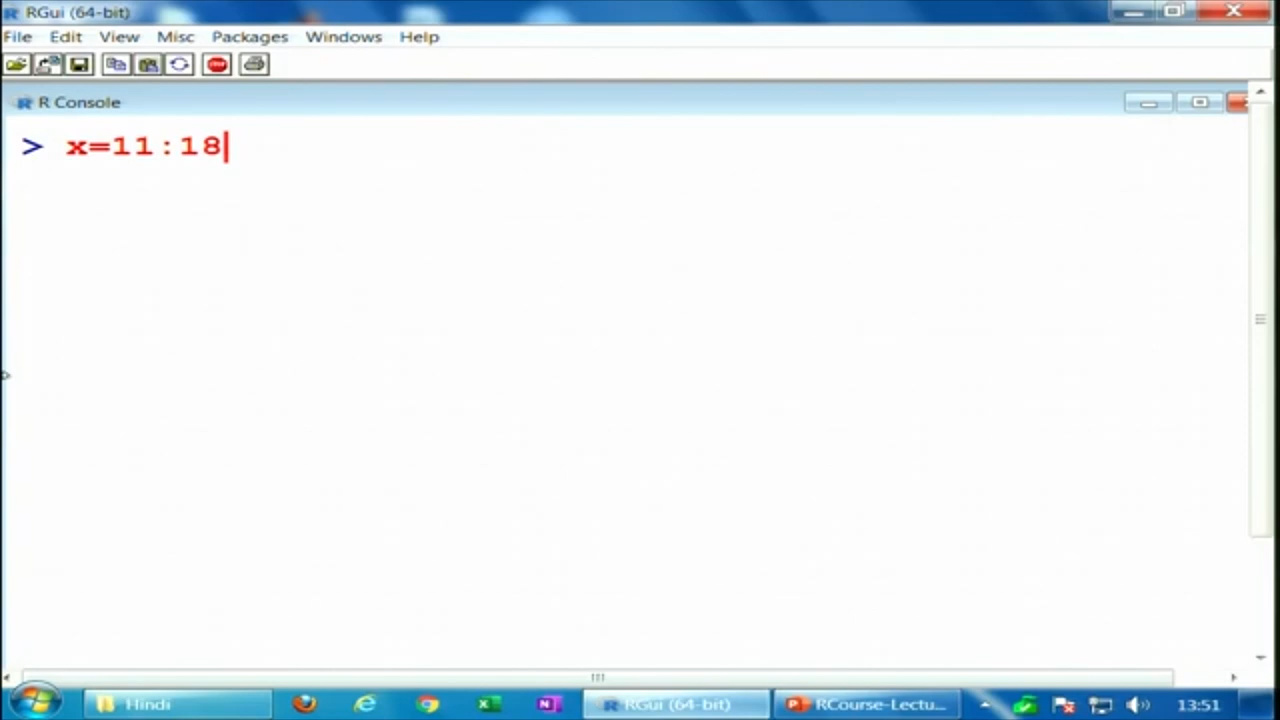 RGui (64-bit)
File Edit View Misc Packages Windows Help
STOP
R Console
> x=11:18
Hindi
RGui (64-bit)
RCourse-Lectu...
13:51